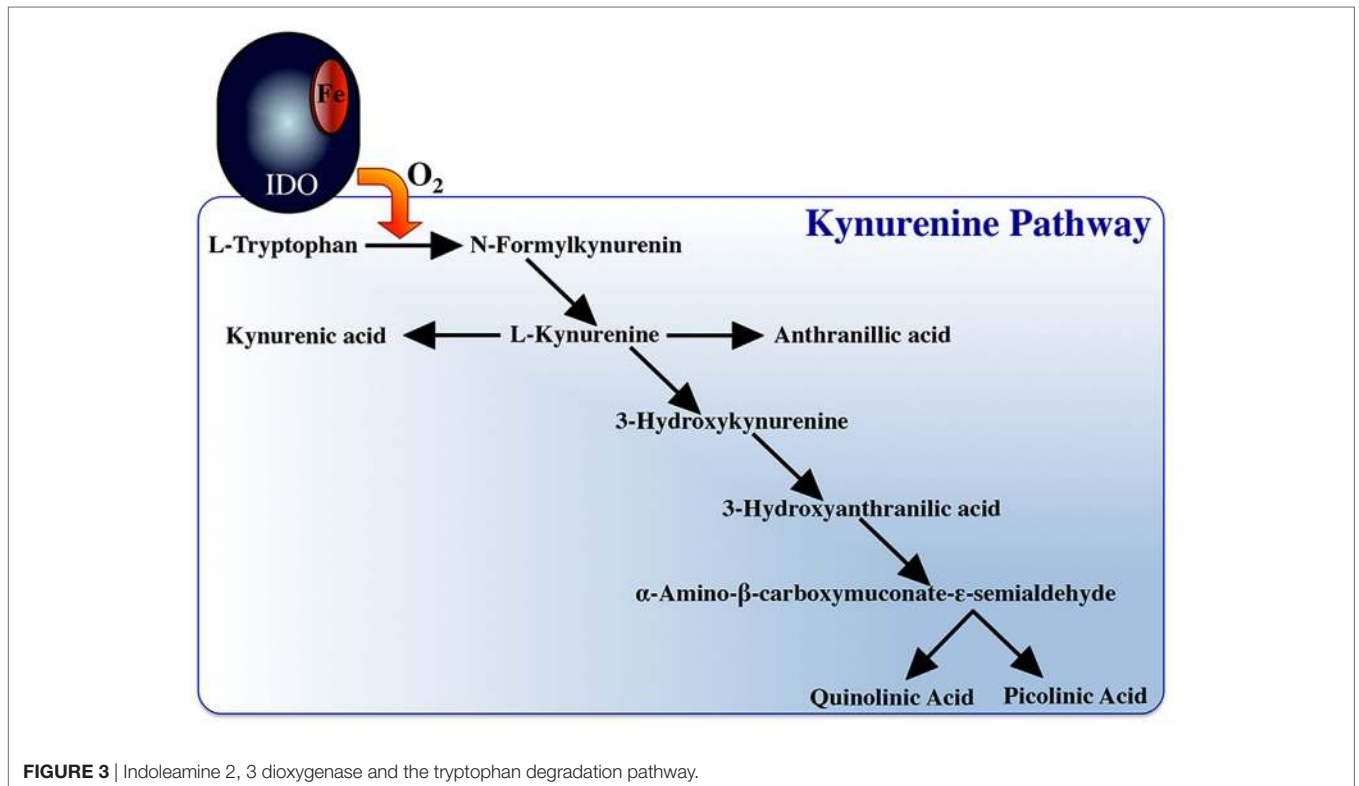 Fe
IDO
O₂
Kynurenine Pathway
L-Tryptophan
N-Formylkynurenin
Kynurenic acid
L-Kynurenine
Anthranillic acid
3-Hydroxykynurenine
3-Hydroxyanthranilic acid
α-Amino-β-carboxymuconate-ε-semialdehyde
Quinolinic Acid
Picolinic Acid
FIGURE 3 | Indoleamine 2, 3 dioxygenase and the tryptophan degradation pathway.